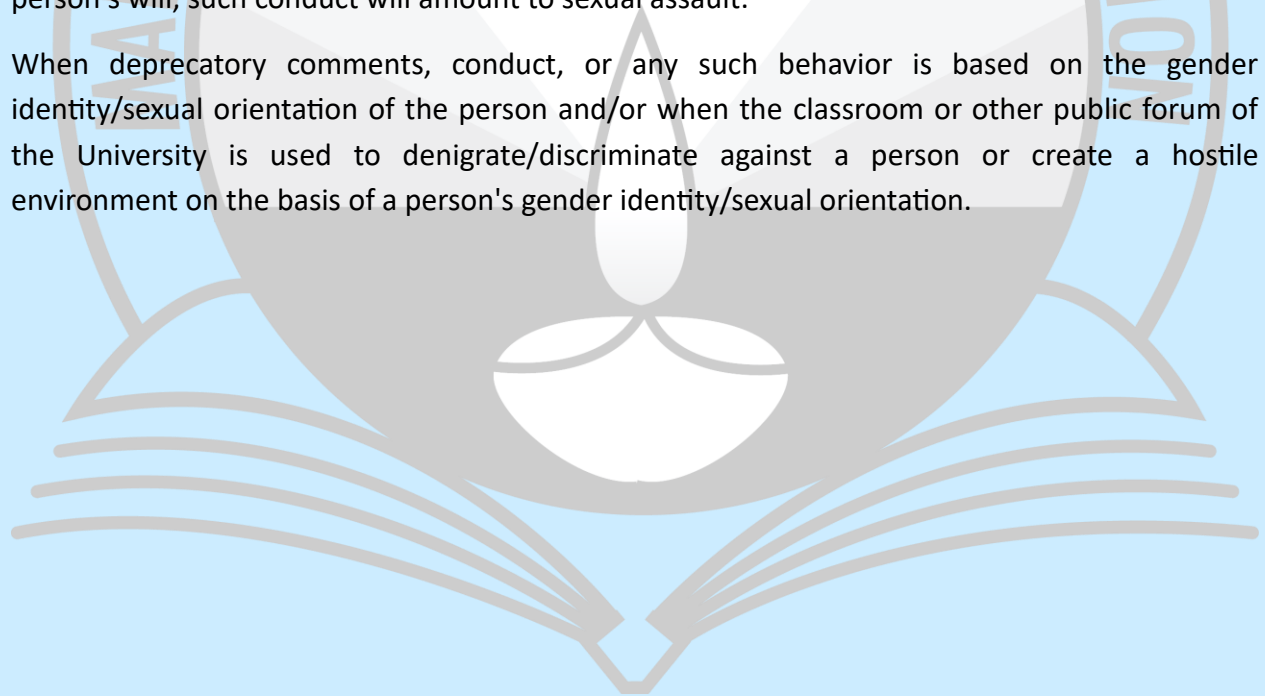 person's will, such conduct will amount to sexual assault.
When deprecatory comments, conduct, or any such behavior is based on the gender
identity/sexual orientation of the person and/or when the classroom or other public forum of
the University is used to denigrate/discriminate against a person or create a hostile
environment on the basis of a person's gender identity/sexual orientation.